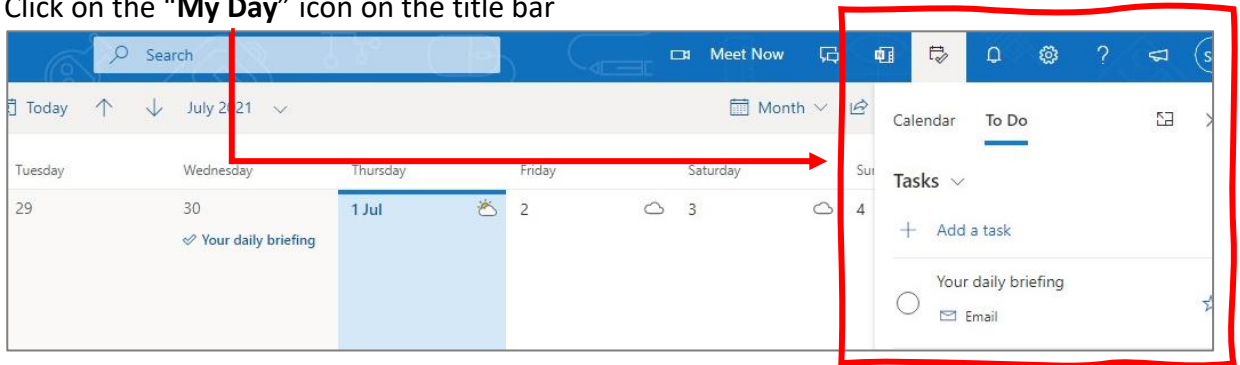 Click on the "My Day" icon on the title bar
Search
Meet Now
Today
July 2021
Month
Calendar To Do
Tuesday Wednesday Thursday Friday Saturday
Tasks
29 30 1 Jul 2 3 4
Your daily briefing
+ Add a task
Your daily briefing
Email